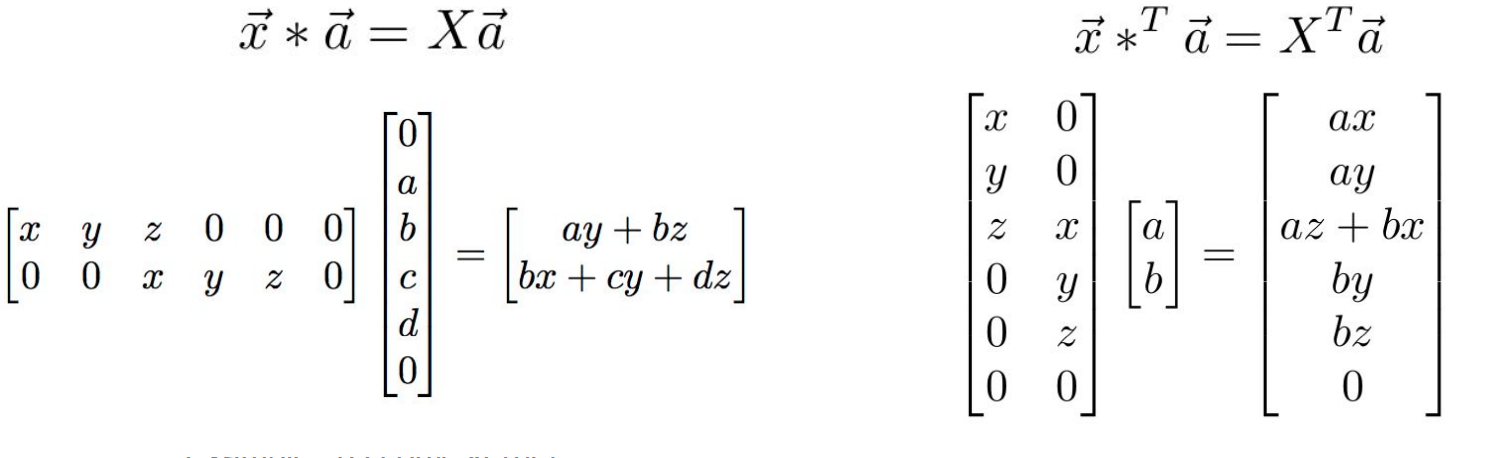 x⃗ * a⃗ = Xa⃗
[x y z 0 0 0; 0 0 x y z 0] [0; a; b; c; d; 0] = [ay + bz; bx + cy + dz]
x⃗ *ᵀ a⃗ = Xᵀa⃗
[x 0; y 0; z x; 0 y; 0 z; 0 0] [a; b] = [ax; ay; az + bx; by; bz; 0]